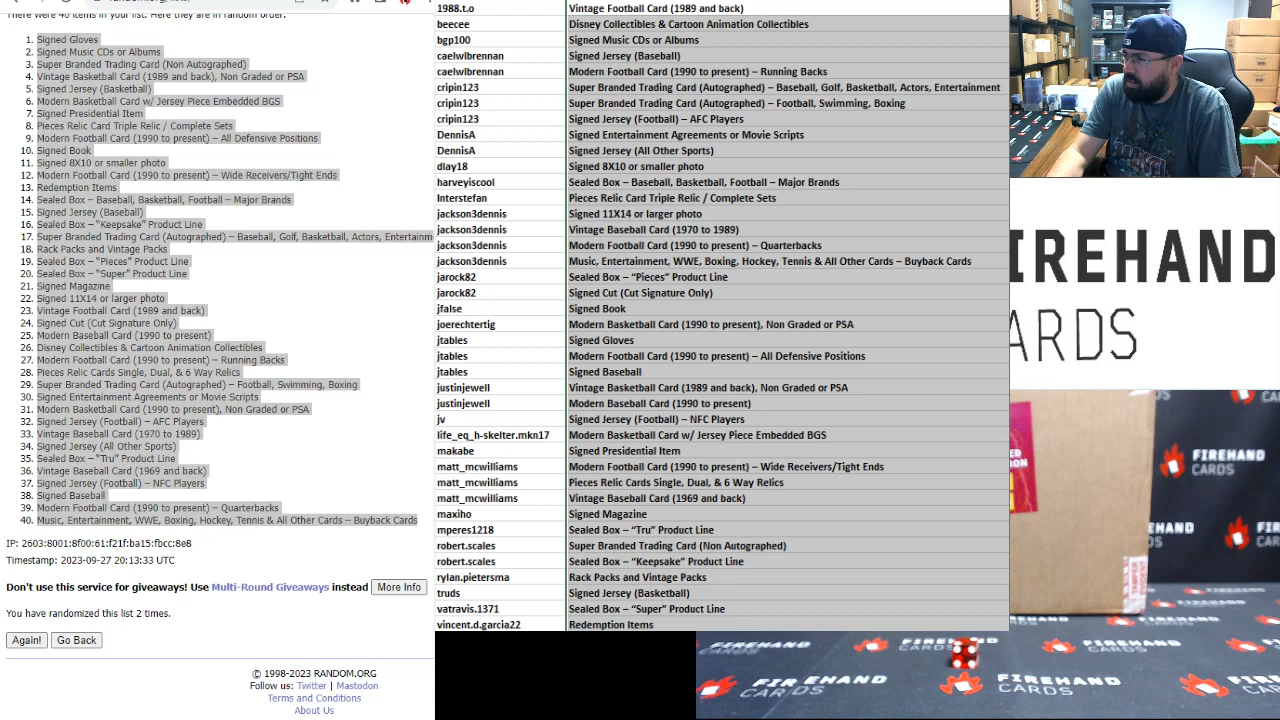 There were 40 items in your list. Here they are in random order:
1. Signed Gloves
2. Signed Music CDs or Albums
3. Super Branded Trading Card (Non Autographed)
4. Vintage Basketball Card (1989 and back), Non Graded or PSA
5. Signed Jersey (Basketball)
6. Modern Basketball Card w/ Jersey Piece Embedded BGS
7. Signed Presidential Item
8. Pieces Relic Card Triple Relic / Complete Sets
9. Modern Football Card (1990 to present) – All Defensive Positions
10. Signed Book
11. Signed 8X10 or smaller photo
12. Modern Football Card (1990 to present) – Wide Receivers/Tight Ends
13. Redemption Items
14. Sealed Box – Baseball, Basketball, Football – Major Brands
15. Signed Jersey (Baseball)
16. Sealed Box – “Keepsake” Product Line
17. Super Branded Trading Card (Autographed) – Baseball, Golf, Basketball, Actors, Entertainm
18. Rack Packs and Vintage Packs
19. Sealed Box – “Pieces” Product Line
20. Sealed Box – “Super” Product Line
21. Signed Magazine
22. Signed 11X14 or larger photo
23. Vintage Football Card (1989 and back)
24. Signed Cut (Cut Signature Only)
25. Modern Baseball Card (1990 to present)
26. Disney Collectibles & Cartoon Animation Collectibles
27. Modern Football Card (1990 to present) – Running Backs
28. Pieces Relic Cards Single, Dual, & 6 Way Relics
29. Super Branded Trading Card (Autographed) – Football, Swimming, Boxing
30. Signed Entertainment Agreements or Movie Scripts
31. Modern Basketball Card (1990 to present), Non Graded or PSA
32. Signed Jersey (Football) – AFC Players
33. Vintage Baseball Card (1970 to 1989)
34. Signed Jersey (All Other Sports)
35. Sealed Box – “Tru” Product Line
36. Vintage Baseball Card (1969 and back)
37. Signed Jersey (Football) – NFC Players
38. Signed Baseball
39. Modern Football Card (1990 to present) – Quarterbacks
40. Music, Entertainment, WWE, Boxing, Hockey, Tennis & All Other Cards – Buyback Cards
IP: 2603:8001:8f00:61:f21f:ba15:fbcc:8e8
Timestamp: 2023-09-27 20:13:33 UTC
Don't use this service for giveaways! Use Multi-Round Giveaways instead More Info
You have randomized this list 2 times.
Again! Go Back
© 1998-2023 RANDOM.ORG
Follow us: Twitter | Mastodon
Terms and Conditions
About Us
1988.t.o Vintage Football Card (1989 and back)
beecee Disney Collectibles & Cartoon Animation Collectibles
bgp100 Signed Music CDs or Albums
caelwlbrennan Signed Jersey (Baseball)
caelwlbrennan Modern Football Card (1990 to present) – Running Backs
cripin123 Super Branded Trading Card (Autographed) – Baseball, Golf, Basketball, Actors, Entertainment
cripin123 Super Branded Trading Card (Autographed) – Football, Swimming, Boxing
cripin123 Signed Jersey (Football) – AFC Players
DennisA Signed Entertainment Agreements or Movie Scripts
DennisA Signed Jersey (All Other Sports)
dlay18 Signed 8X10 or smaller photo
harveyiscool Sealed Box – Baseball, Basketball, Football – Major Brands
Interstefan Pieces Relic Card Triple Relic / Complete Sets
jackson3dennis Signed 11X14 or larger photo
jackson3dennis Vintage Baseball Card (1970 to 1989)
jackson3dennis Modern Football Card (1990 to present) – Quarterbacks
jackson3dennis Music, Entertainment, WWE, Boxing, Hockey, Tennis & All Other Cards – Buyback Cards
jarock82 Sealed Box – “Pieces” Product Line
jarock82 Signed Cut (Cut Signature Only)
jfalse Signed Book
joerechtertig Modern Basketball Card (1990 to present), Non Graded or PSA
jtables Signed Gloves
jtables Modern Football Card (1990 to present) – All Defensive Positions
jtables Signed Baseball
justinjewell Vintage Basketball Card (1989 and back), Non Graded or PSA
justinjewell Modern Baseball Card (1990 to present)
jv Signed Jersey (Football) – NFC Players
life_eq_h-skelter.mkn17 Modern Basketball Card w/ Jersey Piece Embedded BGS
makabe Signed Presidential Item
matt_mcwilliams Modern Football Card (1990 to present) – Wide Receivers/Tight Ends
matt_mcwilliams Pieces Relic Cards Single, Dual, & 6 Way Relics
matt_mcwilliams Vintage Baseball Card (1969 and back)
maxiho Signed Magazine
mperes1218 Sealed Box – “Tru” Product Line
robert.scales Super Branded Trading Card (Non Autographed)
robert.scales Sealed Box – “Keepsake” Product Line
rylan.pietersma Rack Packs and Vintage Packs
truds Signed Jersey (Basketball)
vatravis.1371 Sealed Box – “Super” Product Line
vincent.d.garcia22 Redemption Items
IREHAND
ARDS
FIREHAND
CARDS
FIREHAND
CARDS
FIREHAND
CARDS
FIREHAND
CARDS